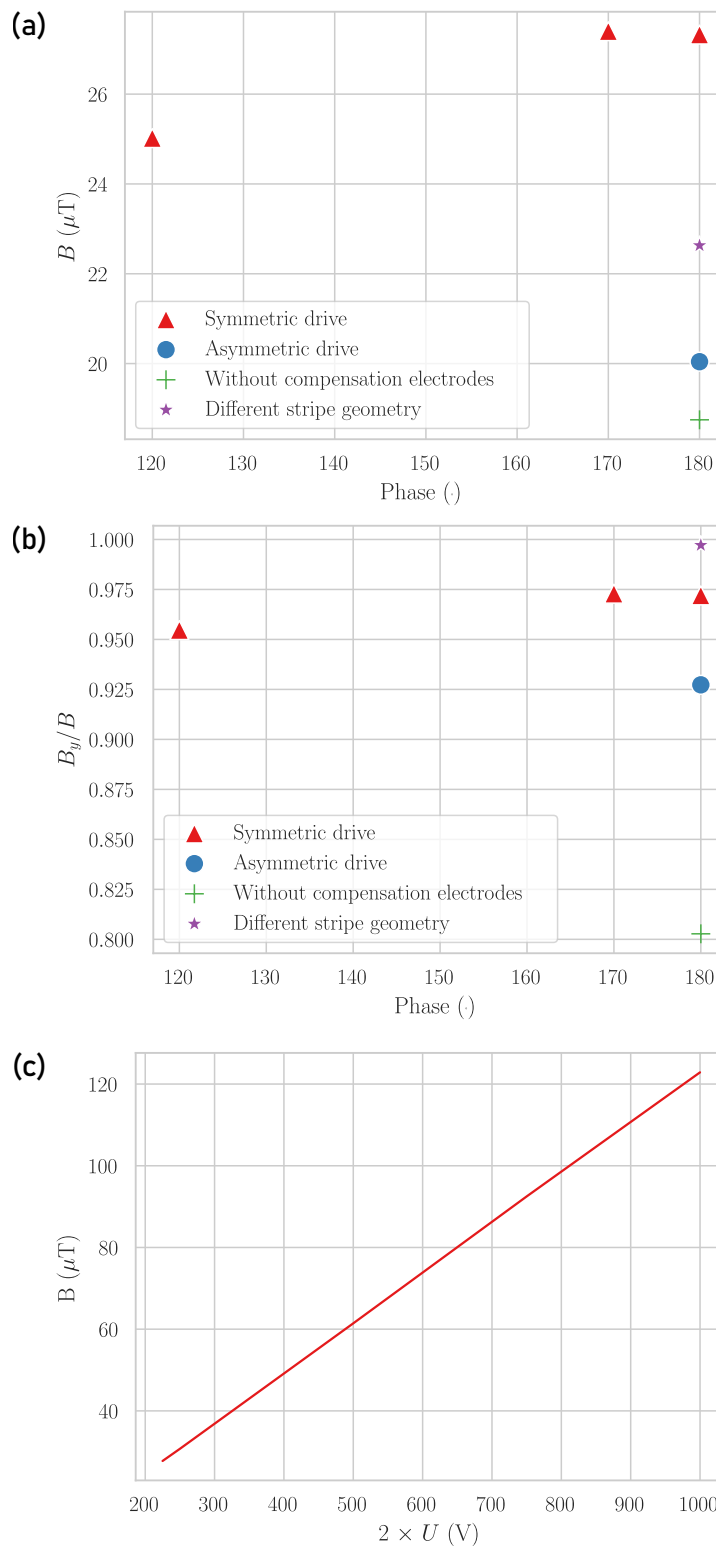 (a)
26
24
22
20
B (μT)
Symmetric drive
Asymmetric drive
Without compensation electrodes
Different stripe geometry
120 130 140 150 160 170 180
Phase (·)
(b)
1.000
0.975
0.950
0.925
0.900
0.875
0.850
0.825
0.800
B_y/B
Symmetric drive
Asymmetric drive
Without compensation electrodes
Different stripe geometry
120 130 140 150 160 170 180
Phase (·)
(c)
120
100
80
60
40
B (μT)
200 300 400 500 600 700 800 900 1000
2 × U (V)